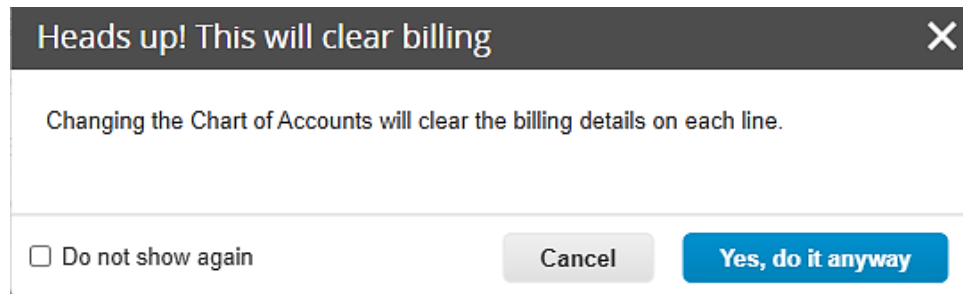 Heads up! This will clear billing
Changing the Chart of Accounts will clear the billing details on each line.
Do not show again
Cancel
Yes, do it anyway